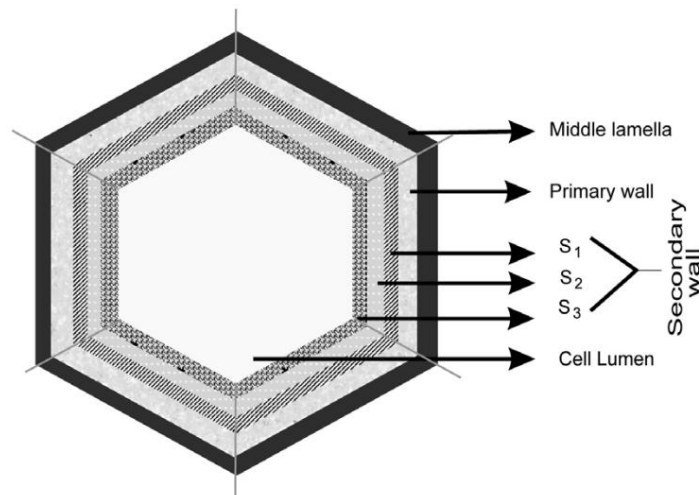 Middle lamella
Primary wall
S1
S2
S3
Secondary
wall
Cell Lumen